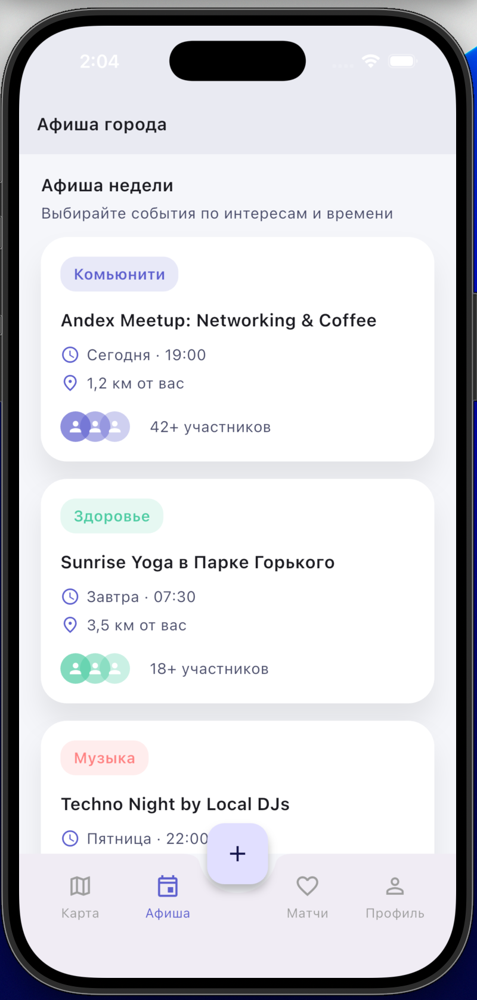 2:04
Афиша города
Афиша недели
Выбирайте события по интересам и времени
Комьюнити
Andex Meetup: Networking & Coffee
Сегодня · 19:00
1,2 км от вас
42+ участников
Здоровье
Sunrise Yoga в Парке Горького
Завтра · 07:30
3,5 км от вас
18+ участников
Музыка
Techno Night by Local DJs
Пятница · 22:00
Карта
Афиша
Матчи
Профиль